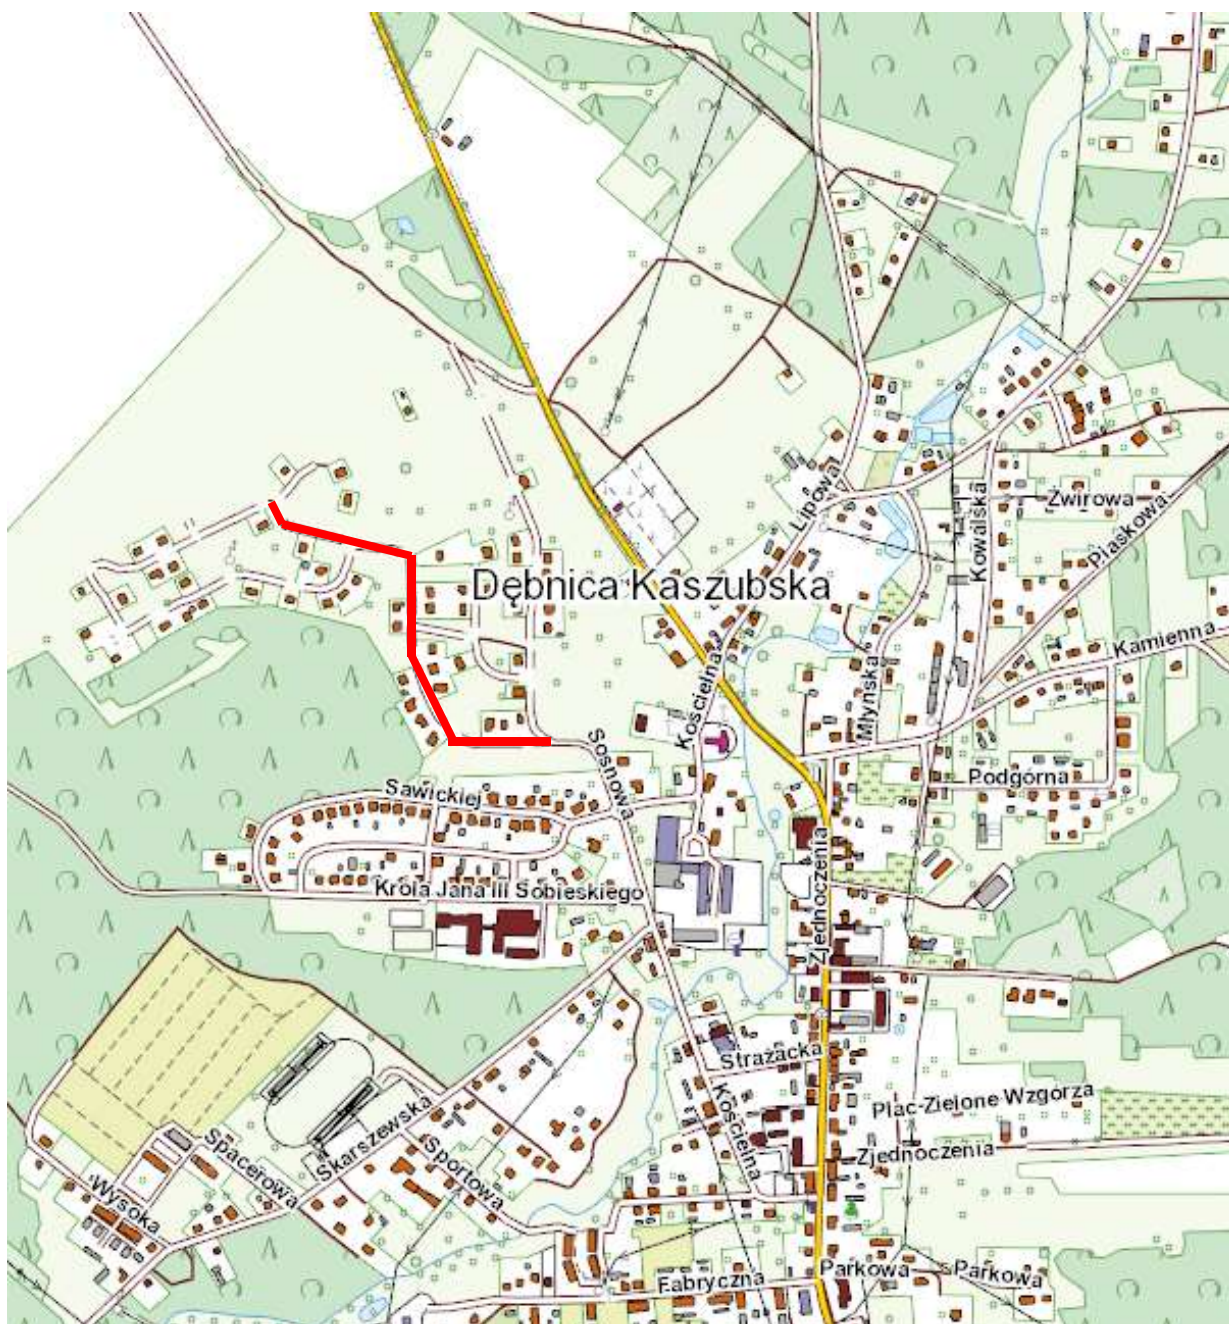 Lipowa
Żwirowa
Kowalska
Piaskowa
Dębnica Kaszubska
Kamienna
Kościelna
Młyńska
Sosnowa
Podgórna
Sawickiej
Zjednoczenia
Króla Jana III Sobieskiego
Strażacka
Kościelna
Plac-Zielone Wzgórza
Skarszewska
Spacerowa
Sportowa
Zjednoczenia
Wysoka
Fabryczna
Parkowa
Parkowa